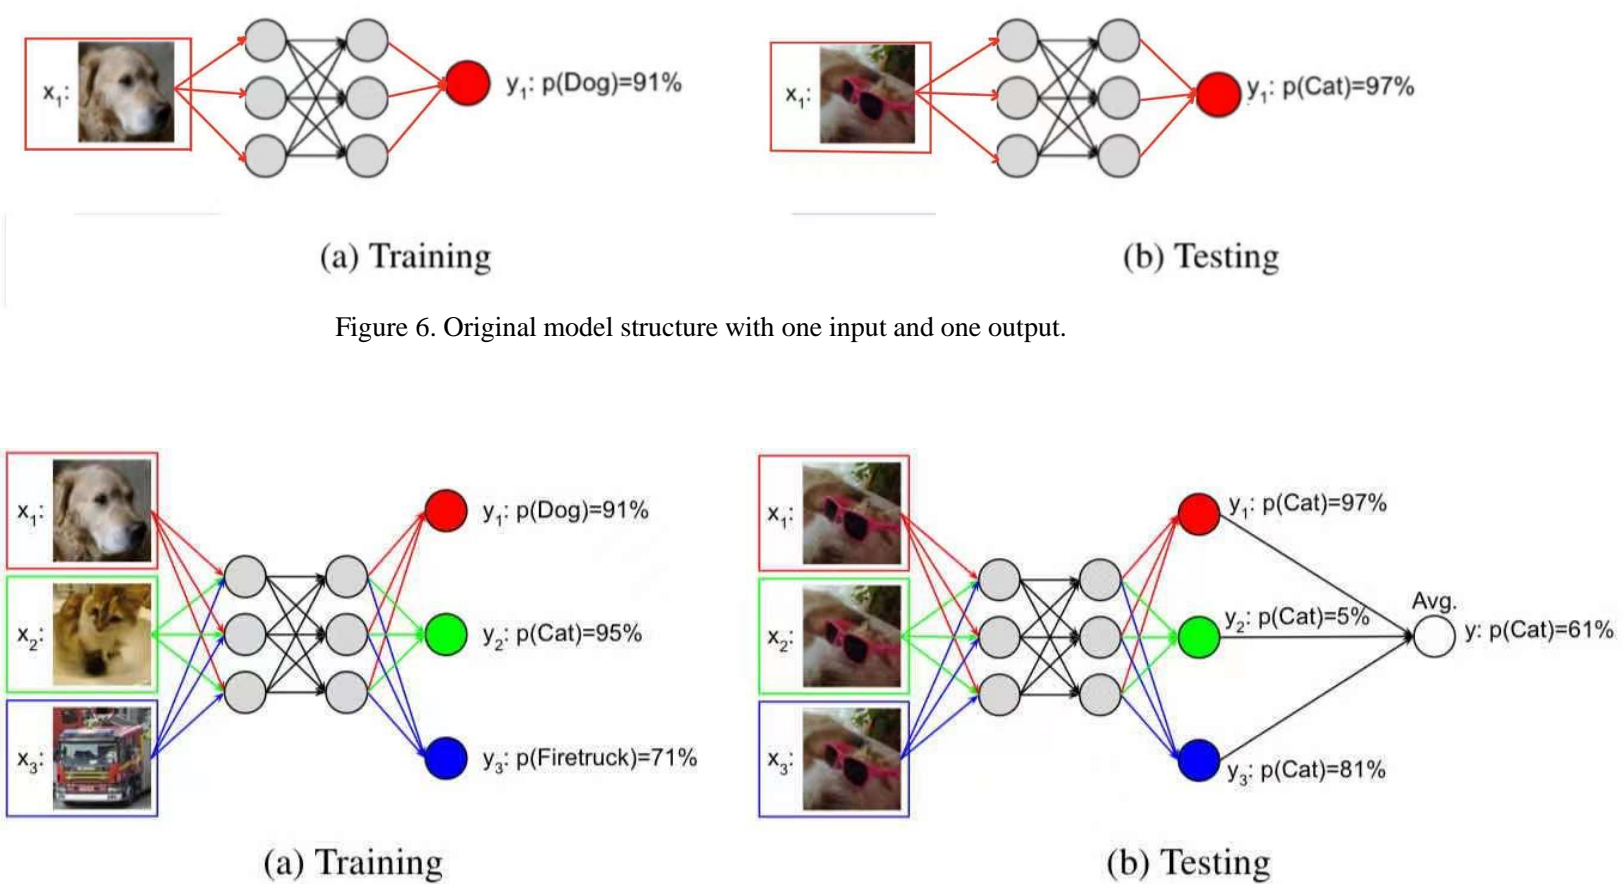 x₁:
y₁: p(Dog)=91%
x₁:
y₁: p(Cat)=97%
(a) Training
(b) Testing
Figure 6. Original model structure with one input and one output.
x₁:
y₁: p(Dog)=91%
x₂:
y₂: p(Cat)=95%
x₃:
y₃: p(Firetruck)=71%
(a) Training
x₁:
y₁: p(Cat)=97%
x₂:
y₂: p(Cat)=5%
Avg.
y: p(Cat)=61%
x₃:
y₃: p(Cat)=81%
(b) Testing